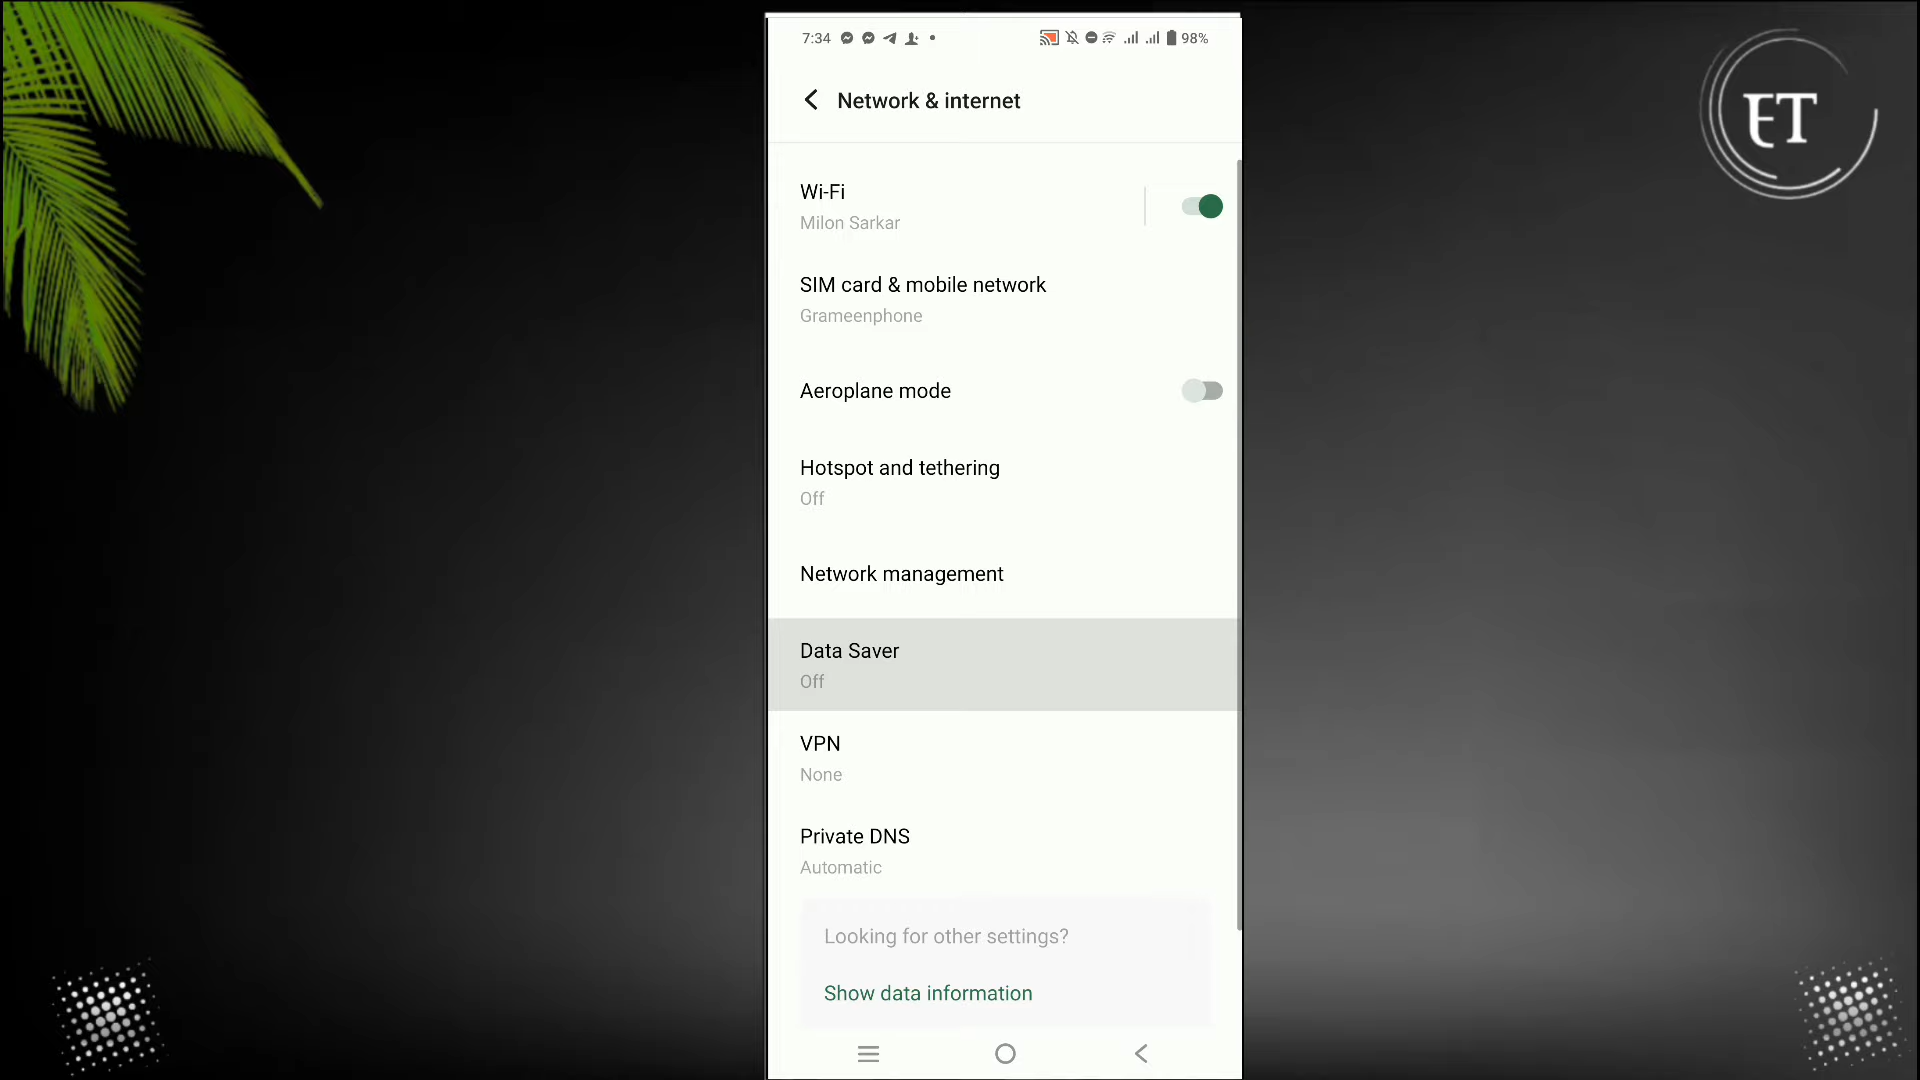 7:34
98%
ET
Network & internet
Wi-Fi
Milon Sarkar
SIM card & mobile network
Grameenphone
Aeroplane mode
Hotspot and tethering
Off
Network management
Data Saver
Off
VPN
None
Private DNS
Automatic
Looking for other settings?
Show data information